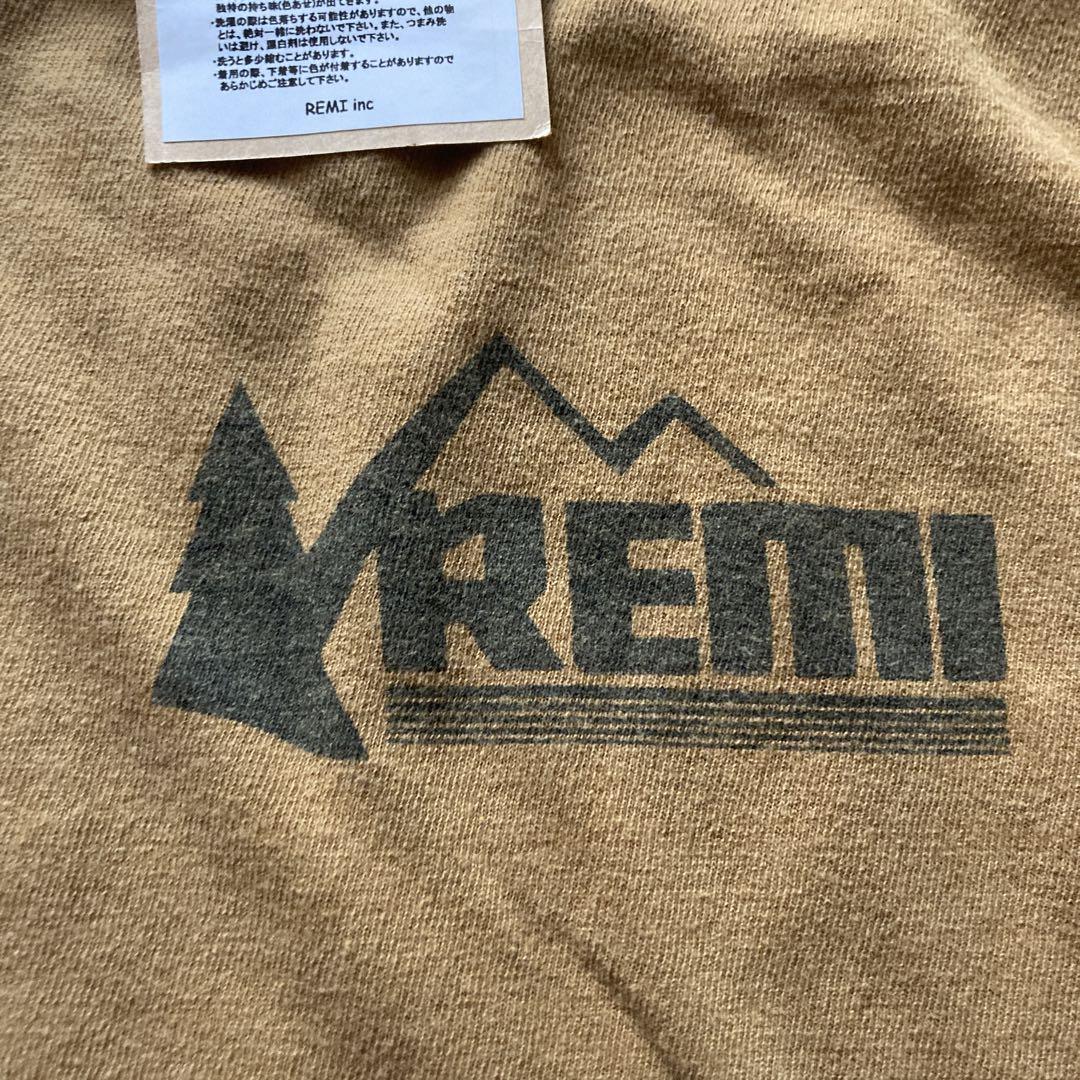 独特の持ち味(色あせ)が出てきます。
・洗濯の際は色落ちする可能性がありますので、他の物
とは、絶対一緒に洗わないで下さい。また、つまみ洗
いは避け、漂白剤は使用しないで下さい。
・洗うと多少縮むことがあります。
・着用の際、下着等に色が付着することがありますので
あらかじめご注意して下さい。
REMI inc
REMI